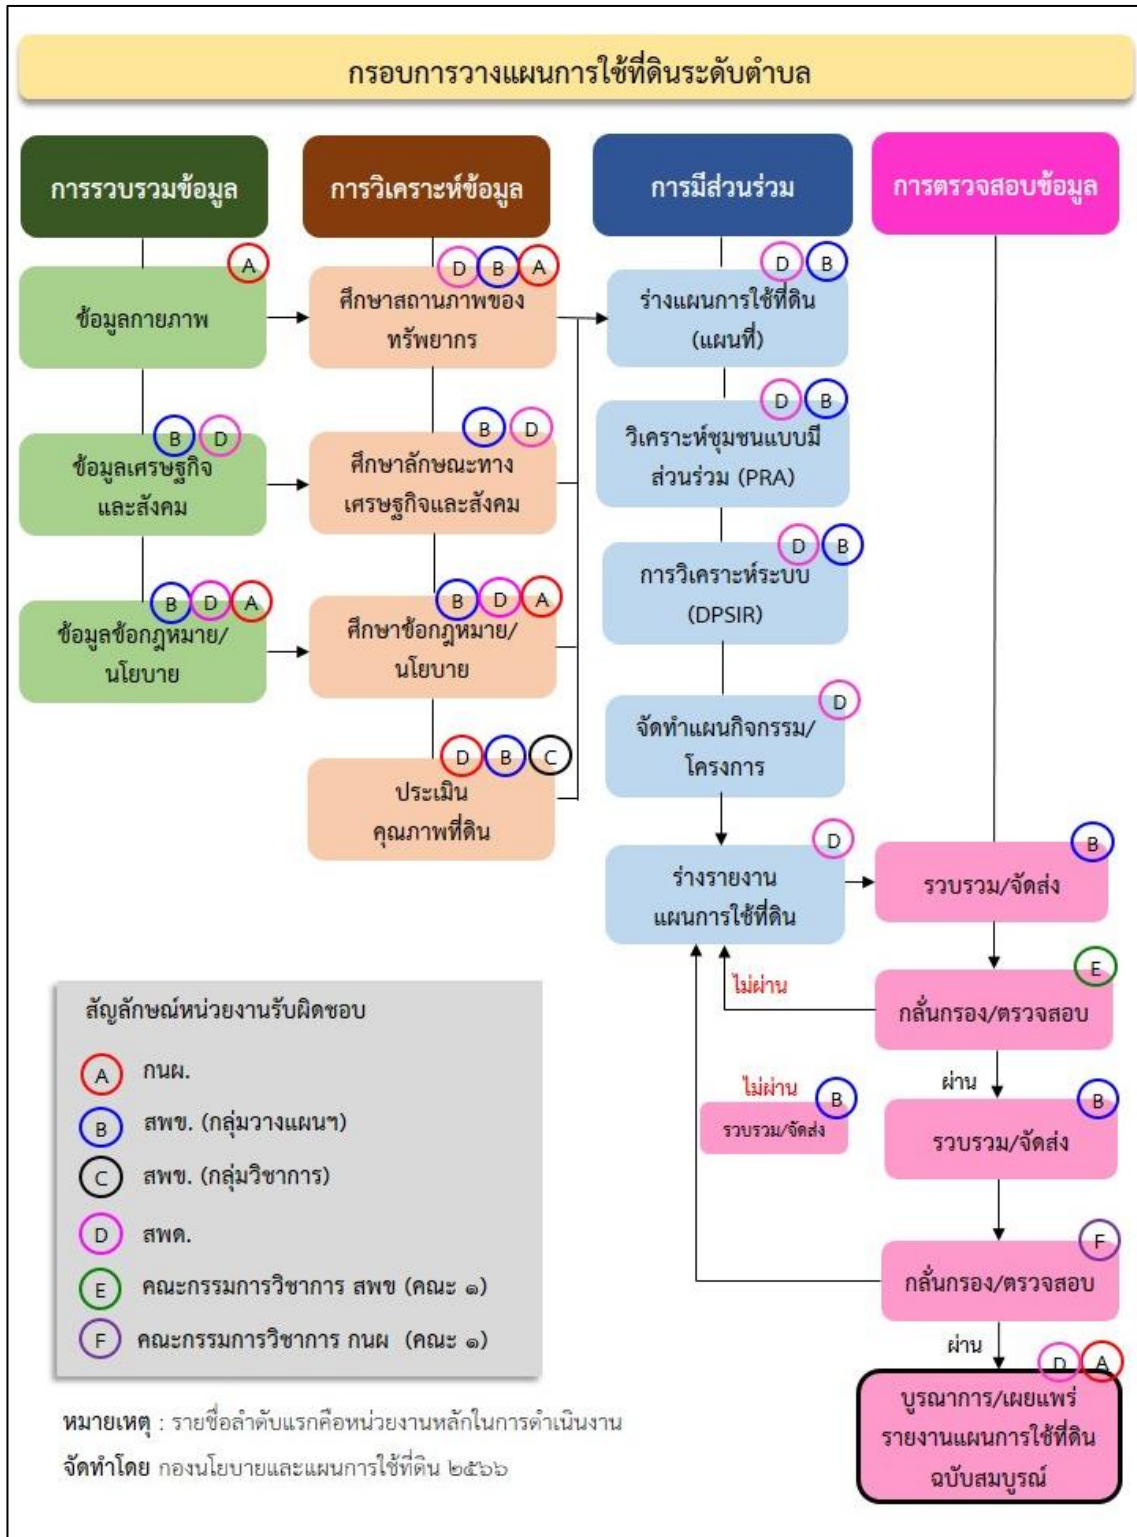 กรอบการวางแผนการใช้ที่ดินระดับตำบล
การรวบรวมข้อมูล
A
ข้อมูลกายภาพ
B D
ข้อมูลเศรษฐกิจ
และสังคม
B D A
ข้อมูลข้อกฎหมาย/
นโยบาย
การวิเคราะห์ข้อมูล
D B A
ศึกษาสถานภาพของ
ทรัพยากร
B D
ศึกษาลักษณะทาง
เศรษฐกิจและสังคม
B D A
ศึกษาข้อกฎหมาย/
นโยบาย
D B C
ประเมิน
คุณภาพที่ดิน
การมีส่วนร่วม
D B
ร่างแผนการใช้ที่ดิน
(แผนที่)
D B
วิเคราะห์ชุมชนแบบมี
ส่วนร่วม (PRA)
D B
การวิเคราะห์ระบบ
(DPSIR)
D
จัดทำแผนกิจกรรม/
โครงการ
D
ร่างรายงาน
แผนการใช้ที่ดิน
การตรวจสอบข้อมูล
B
รวบรวม/จัดส่ง
E
กลั่นกรอง/ตรวจสอบ
ไม่ผ่าน
ผ่าน
B
รวบรวม/จัดส่ง
ไม่ผ่าน
B
รวบรวม/จัดส่ง
F
กลั่นกรอง/ตรวจสอบ
ผ่าน
D A
บูรณาการ/เผยแพร่
รายงานแผนการใช้ที่ดิน
ฉบับสมบูรณ์
สัญลักษณ์หน่วยงานรับผิดชอบ
A กนผ.
B สพข. (กลุ่มวางแผนฯ)
C สพข. (กลุ่มวิชาการ)
D สพด.
E คณะกรรมการวิชาการ สพข (คณะ ๑)
F คณะกรรมการวิชาการ กนผ (คณะ ๑)
หมายเหตุ : รายชื่อลำดับแรกคือหน่วยงานหลักในการดำเนินงาน
จัดทำโดย กองนโยบายและแผนการใช้ที่ดิน ๒๕๖๖